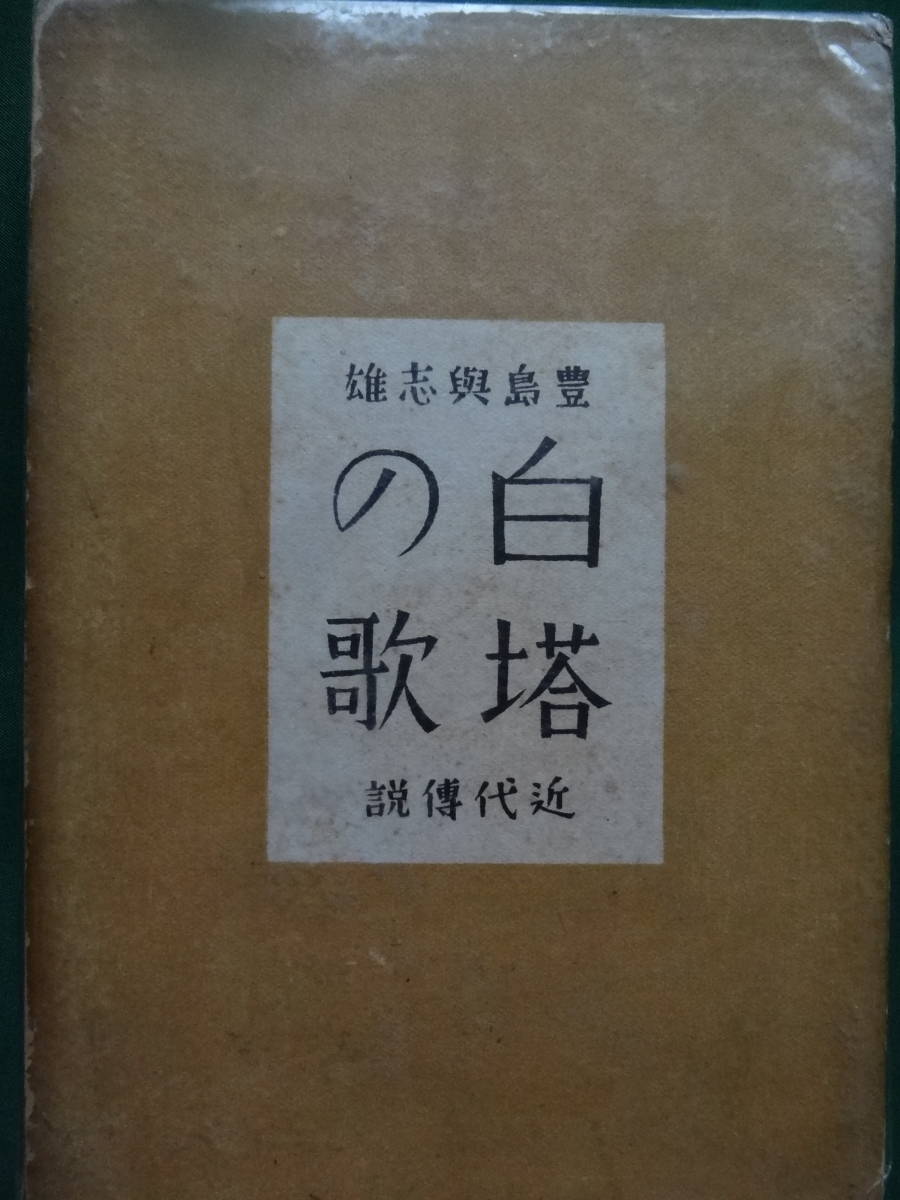 豊島與志雄
白塔
の歌
近代傳説